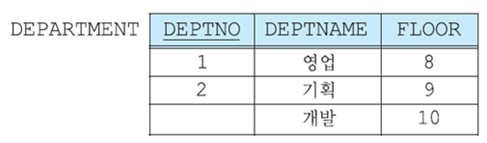 DEPARTMENT DEPTNO DEPTNAME FLOOR
1 영업 8
2 기획 9
개발 10